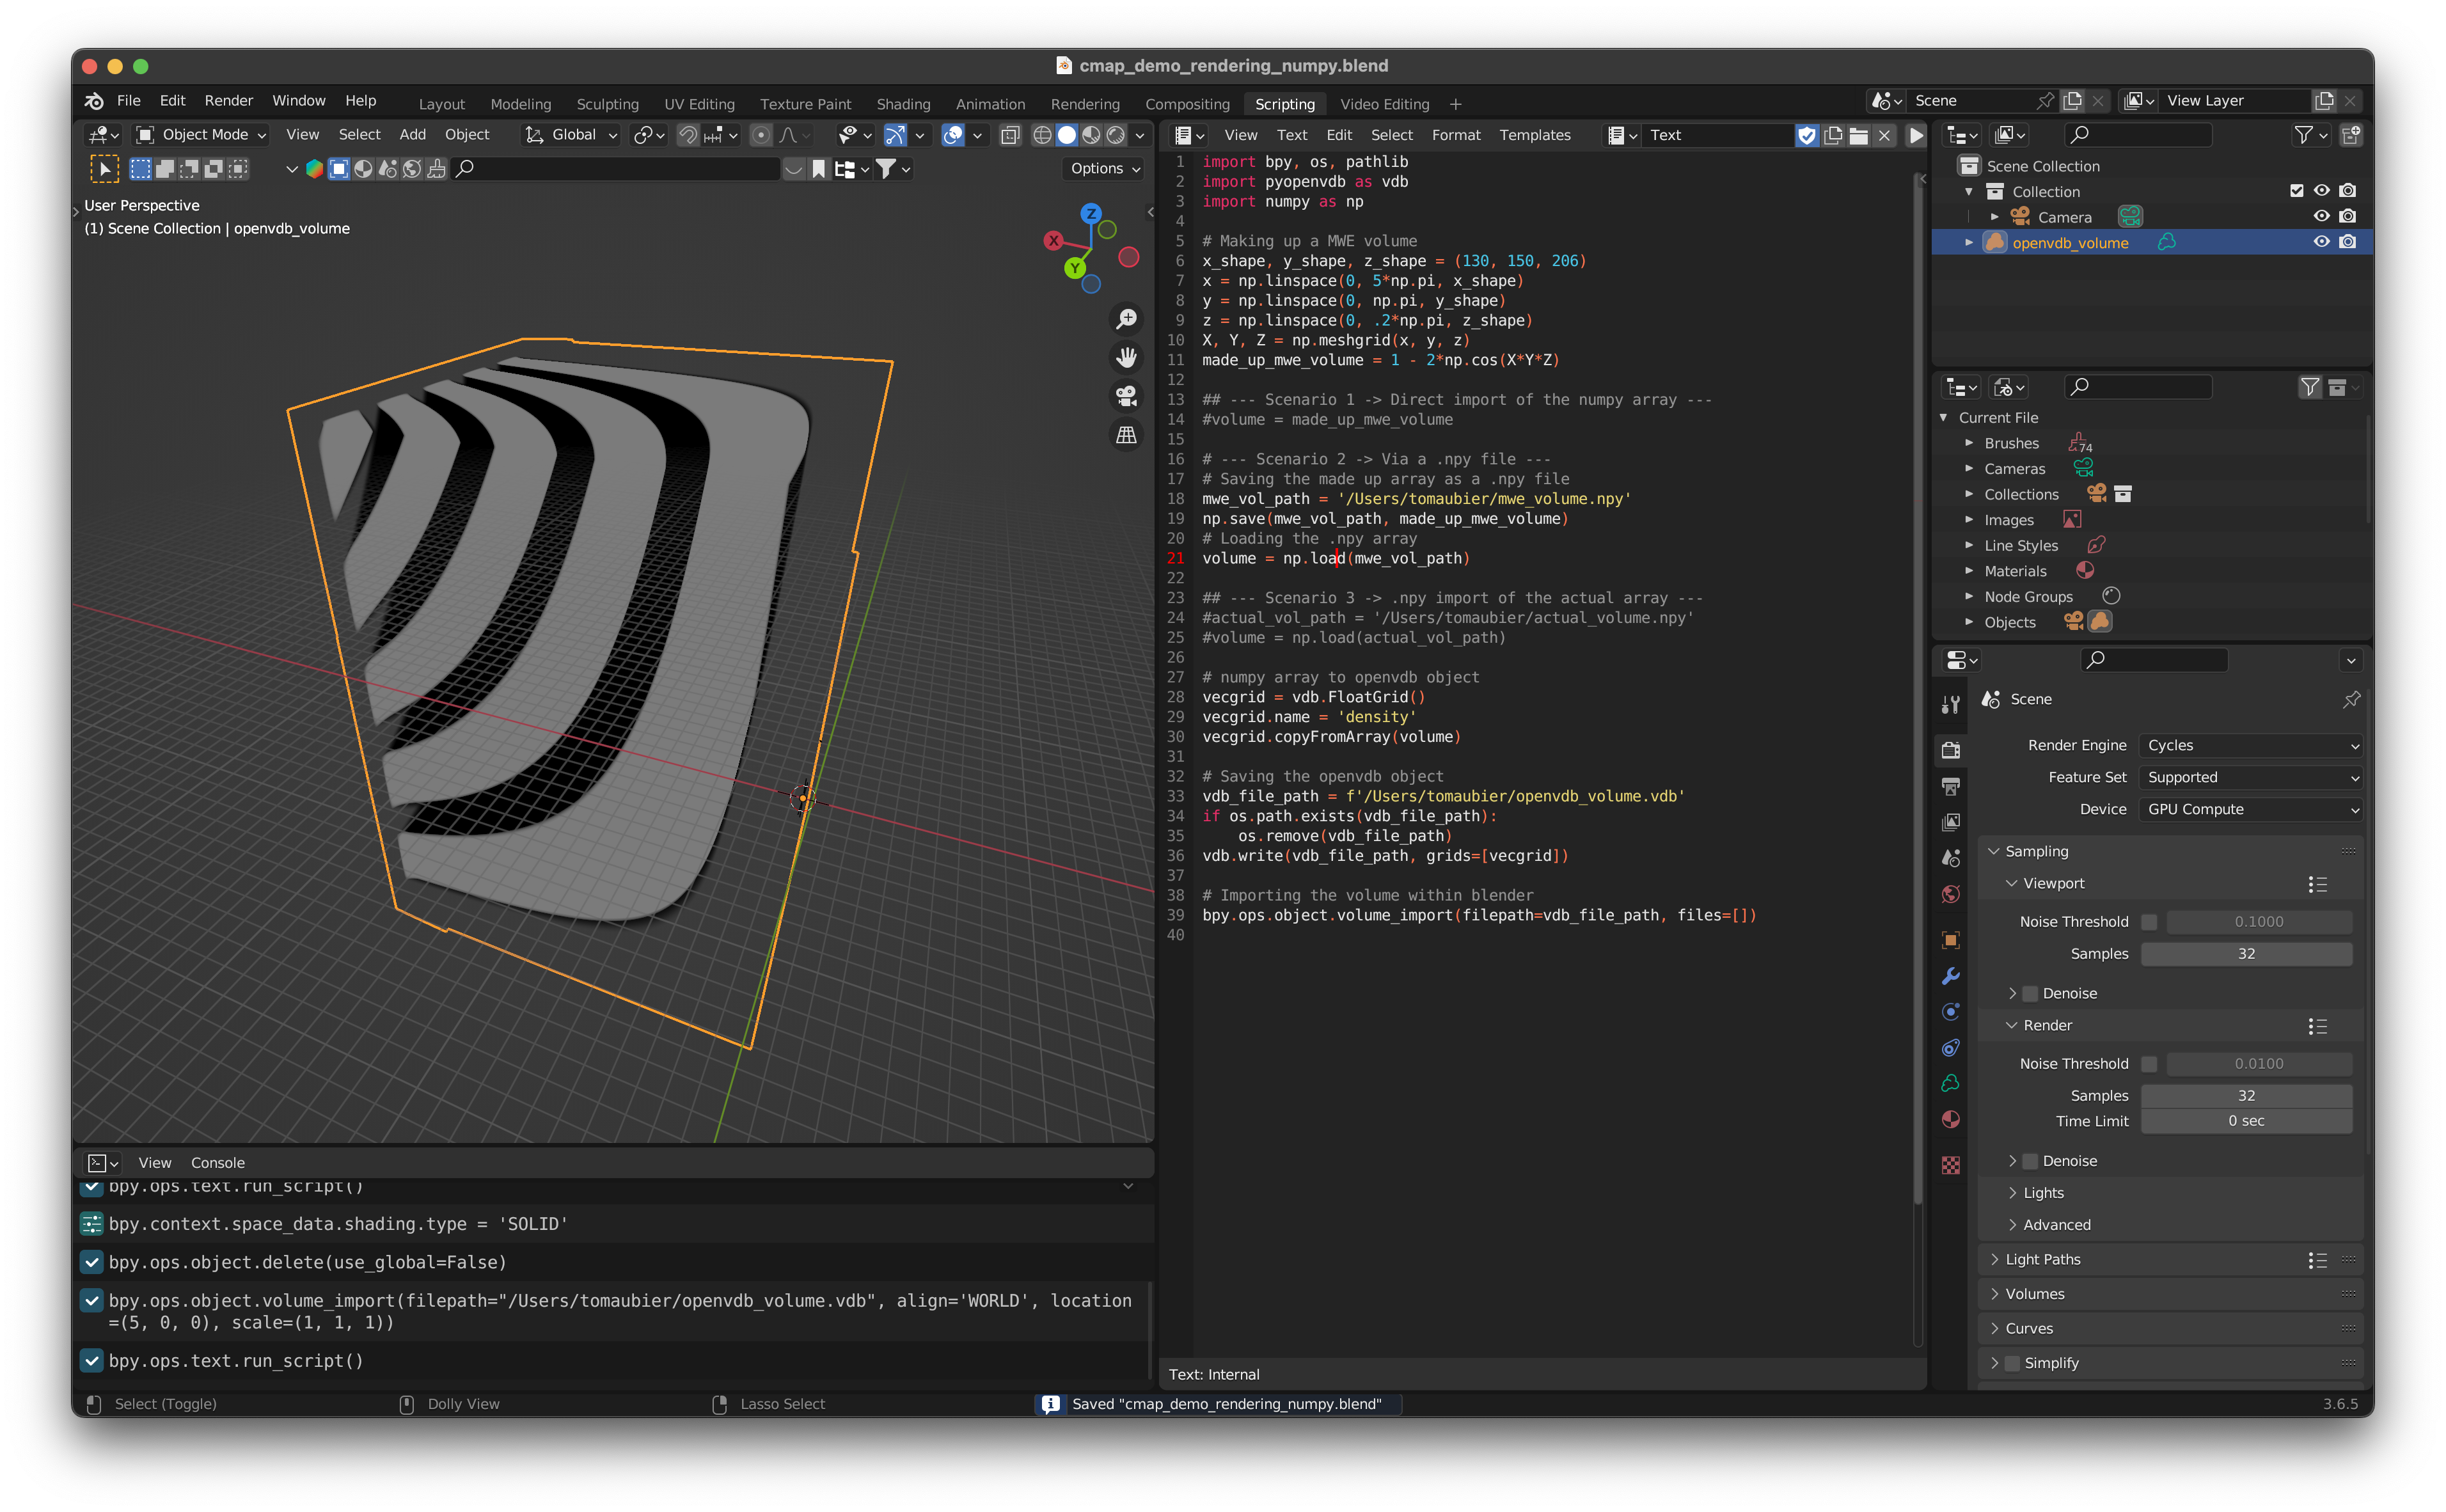 cmap_demo_rendering_numpy.blend
File Edit Render Window Help
Layout Modeling Sculpting UV Editing Texture Paint Shading Animation Rendering Compositing Scripting Video Editing +
Scene
View Layer
Object Mode View Select Add Object Global
Options
User Perspective
(1) Scene Collection | openvdb_volume
Z
X
Y
View Text Edit Select Format Templates Text
1 import bpy, os, pathlib
2 import pyopenvdb as vdb
3 import numpy as np
4
5 # Making up a MWE volume
6 x_shape, y_shape, z_shape = (130, 150, 206)
7 x = np.linspace(0, 5*np.pi, x_shape)
8 y = np.linspace(0, np.pi, y_shape)
9 z = np.linspace(0, .2*np.pi, z_shape)
10 X, Y, Z = np.meshgrid(x, y, z)
11 made_up_mwe_volume = 1 - 2*np.cos(X*Y*Z)
12
13 ## --- Scenario 1 -> Direct import of the numpy array ---
14 #volume = made_up_mwe_volume
15
16 # --- Scenario 2 -> Via a .npy file ---
17 # Saving the made up array as a .npy file
18 mwe_vol_path = '/Users/tomaubier/mwe_volume.npy'
19 np.save(mwe_vol_path, made_up_mwe_volume)
20 # Loading the .npy array
21 volume = np.load(mwe_vol_path)
22
23 ## --- Scenario 3 -> .npy import of the actual array ---
24 #actual_vol_path = '/Users/tomaubier/actual_volume.npy'
25 #volume = np.load(actual_vol_path)
26
27 # numpy array to openvdb object
28 vecgrid = vdb.FloatGrid()
29 vecgrid.name = 'density'
30 vecgrid.copyFromArray(volume)
31
32 # Saving the openvdb object
33 vdb_file_path = f'/Users/tomaubier/openvdb_volume.vdb'
34 if os.path.exists(vdb_file_path):
35     os.remove(vdb_file_path)
36 vdb.write(vdb_file_path, grids=[vecgrid])
37
38 # Importing the volume within blender
39 bpy.ops.object.volume_import(filepath=vdb_file_path, files=[])
40
Text: Internal
View Console
bpy.ops.text.run_script()
bpy.context.space_data.shading.type = 'SOLID'
bpy.ops.object.delete(use_global=False)
bpy.ops.object.volume_import(filepath="/Users/tomaubier/openvdb_volume.vdb", align='WORLD', location
=(5, 0, 0), scale=(1, 1, 1))
bpy.ops.text.run_script()
Scene Collection
Collection
Camera
openvdb_volume
Current File
Brushes 74
Cameras
Collections
Images
Line Styles
Materials
Node Groups
Objects
Scene
Render Engine Cycles
Feature Set Supported
Device GPU Compute
Sampling
Viewport
Noise Threshold 0.1000
Samples 32
Denoise
Render
Noise Threshold 0.0100
Samples 32
Time Limit 0 sec
Denoise
Lights
Advanced
Light Paths
Volumes
Curves
Simplify
Select (Toggle) Dolly View Lasso Select Saved "cmap_demo_rendering_numpy.blend" 3.6.5